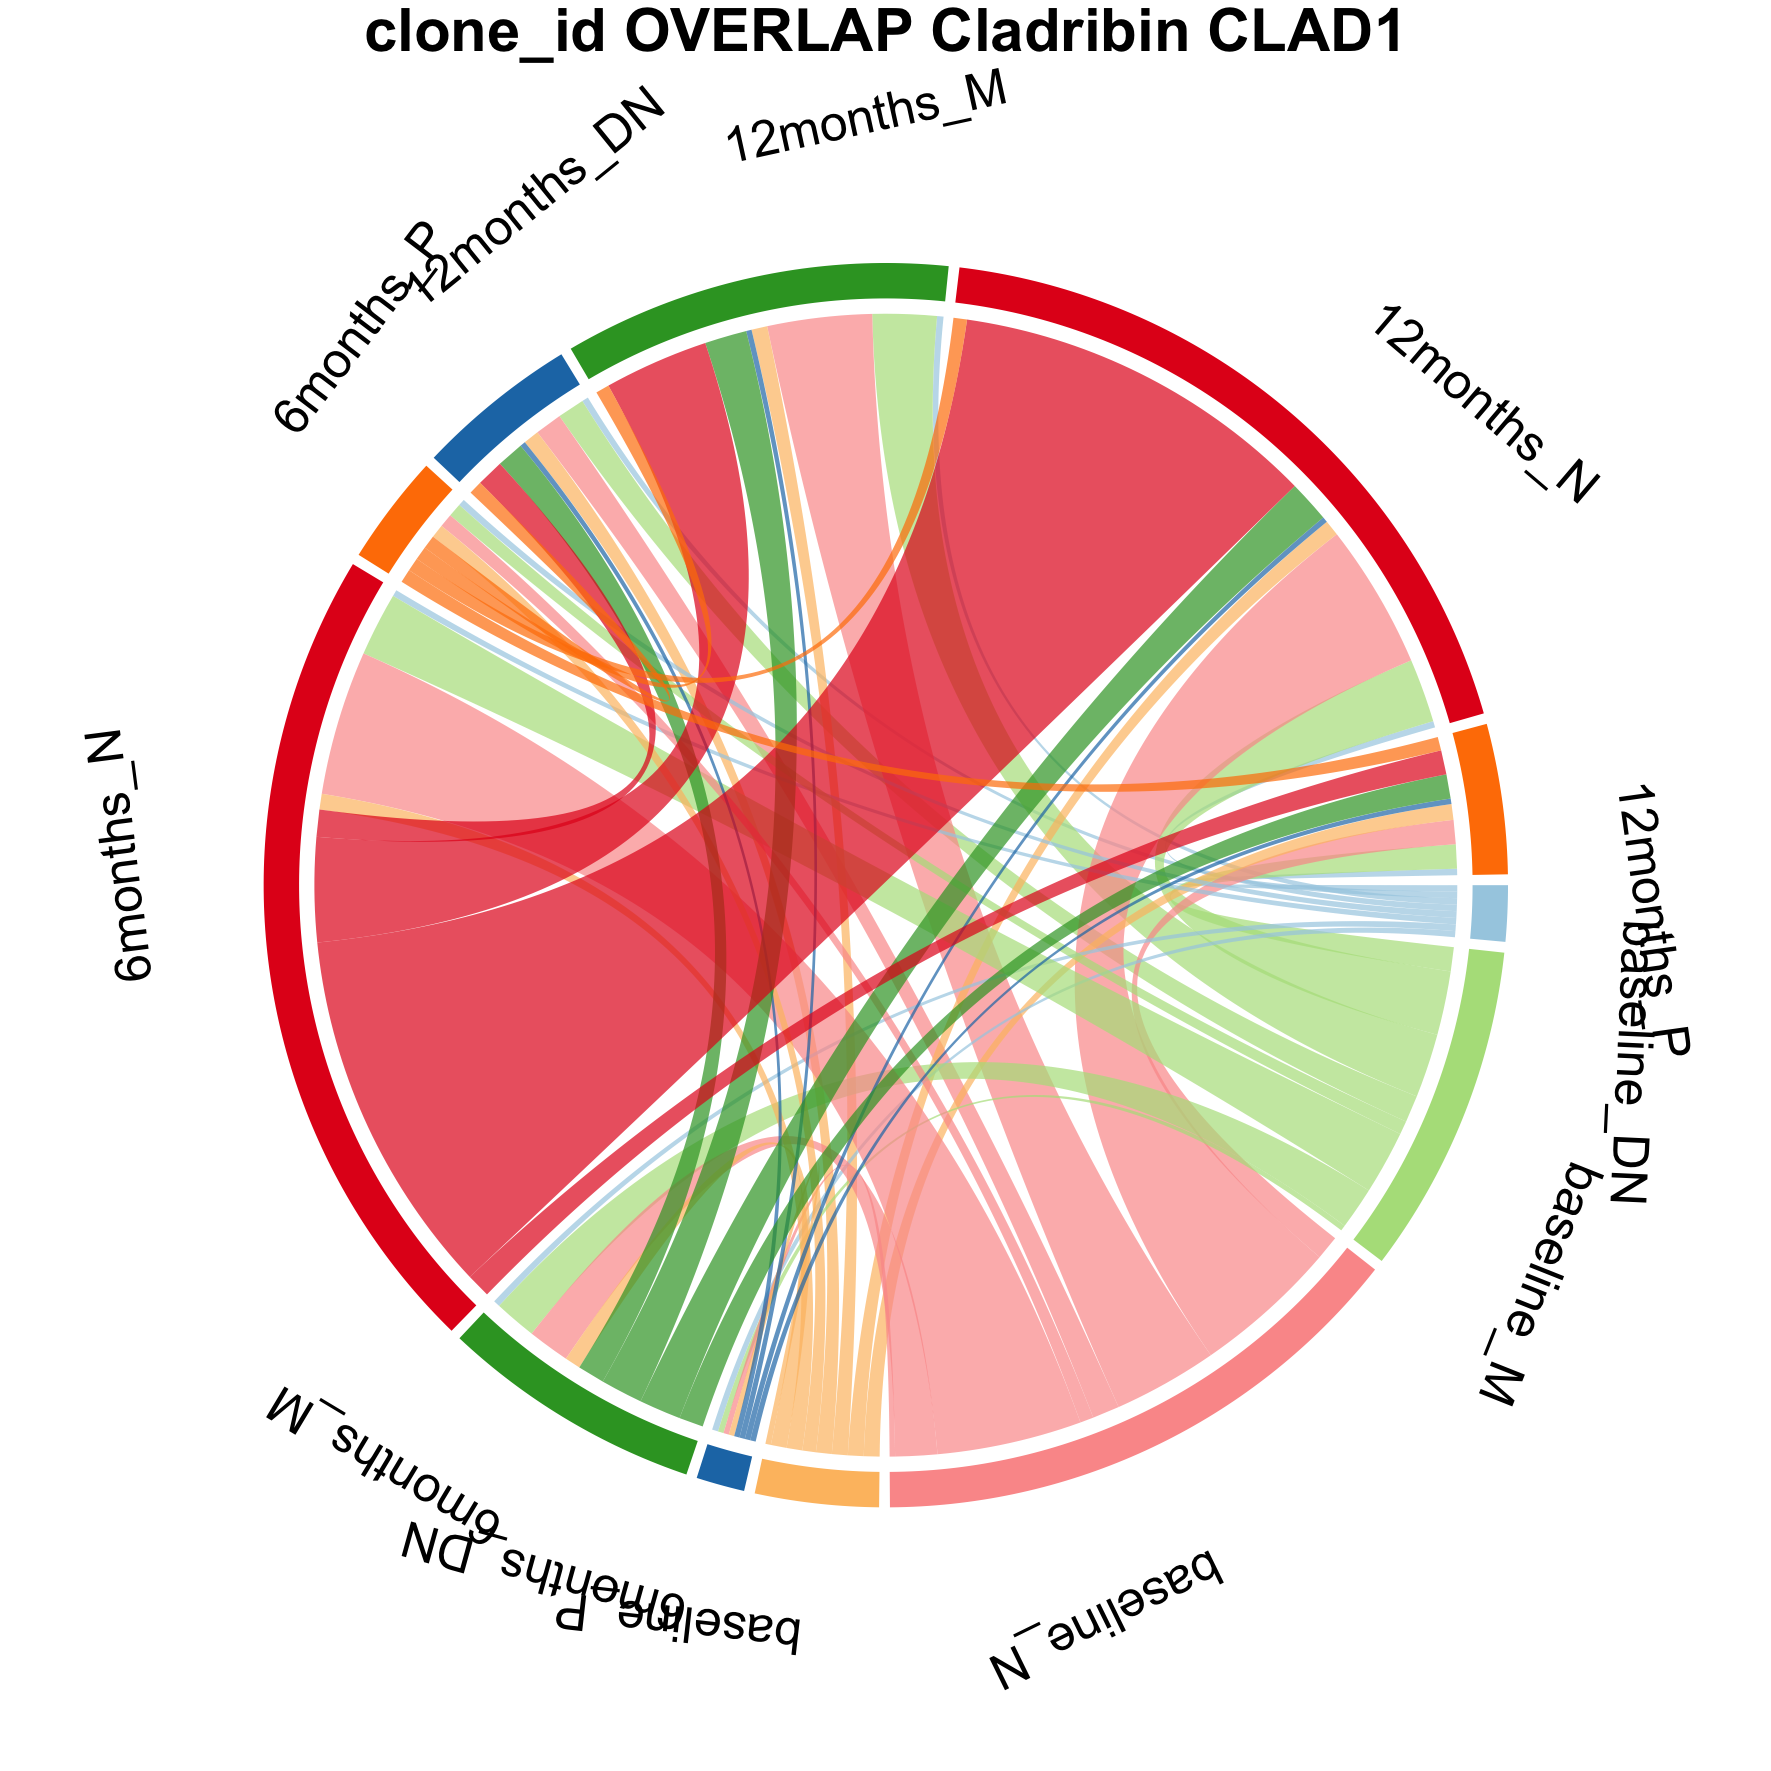 clone_id OVERLAP Cladribin CLAD1
12months_M
12months_DN
12months_N
6months_P
6months_N
12months_P
baseline_DN
baseline_M
6months_M
6months_DN
baseline_P
baseline_N